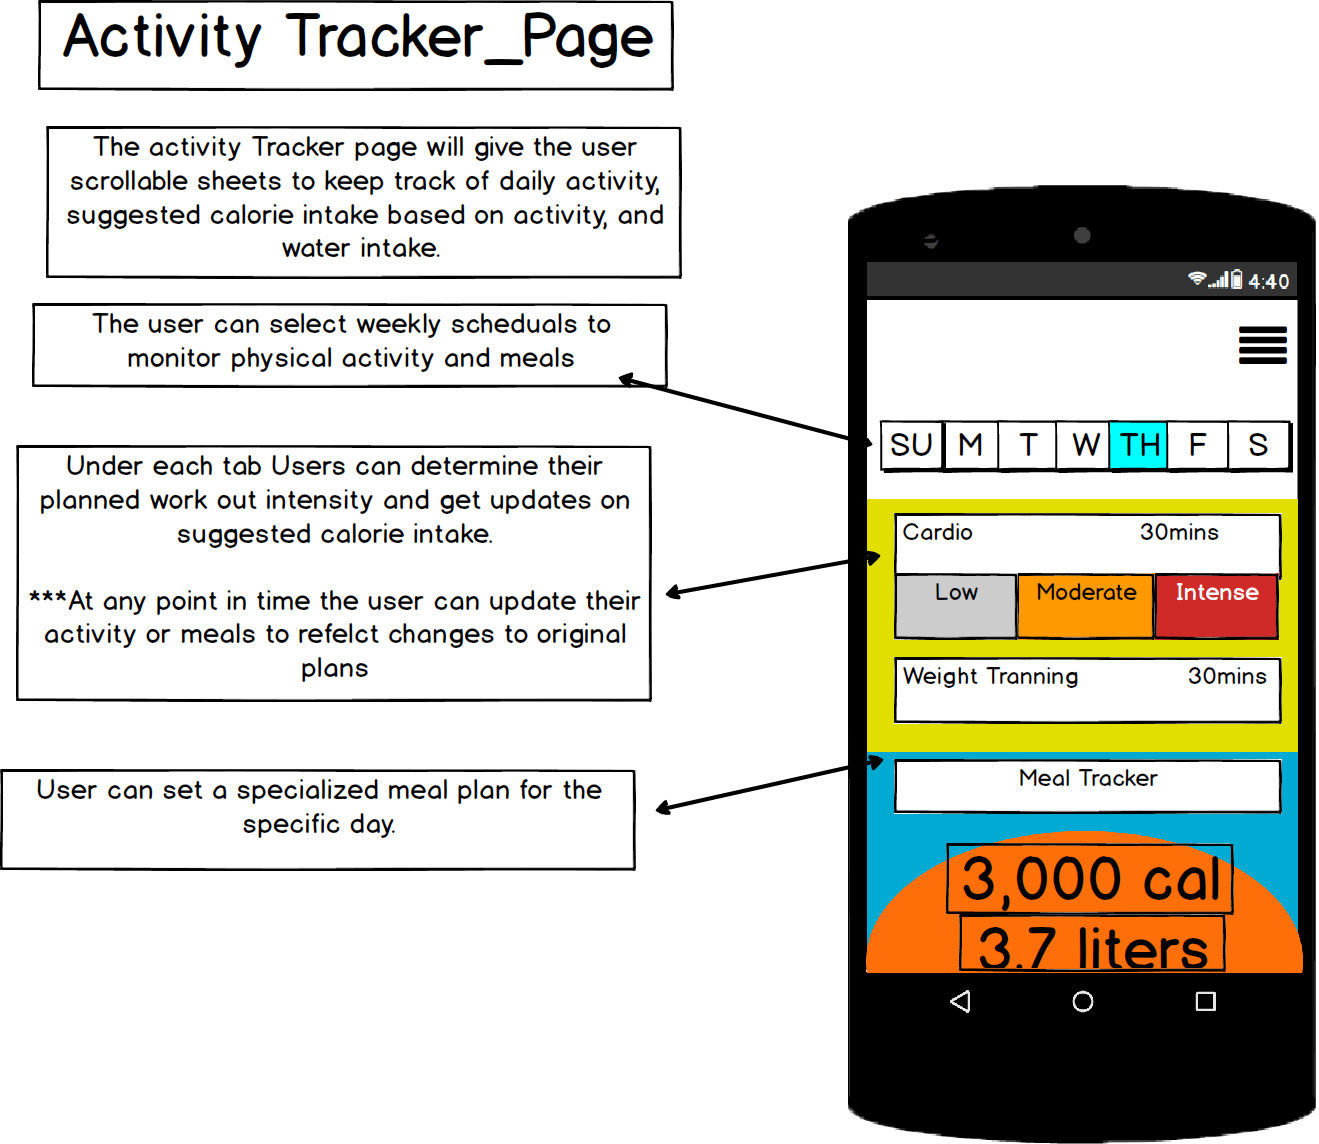 Activity Tracker_Page
The activity Tracker page will give the user
scrollable sheets to keep track of daily activity,
suggested calorie intake based on activity, and
water intake.
The user can select weekly scheduals to
monitor physical activity and meals
Under each tab Users can determine their
planned work out intensity and get updates on
suggested calorie intake.
***At any point in time the user can update their
activity or meals to refelct changes to original
plans
User can set a specialized meal plan for the
specific day.
4:40
SU M T W TH F S
Cardio 30mins
Low Moderate Intense
Weight Tranning 30mins
Meal Tracker
3,000 cal
3.7 liters